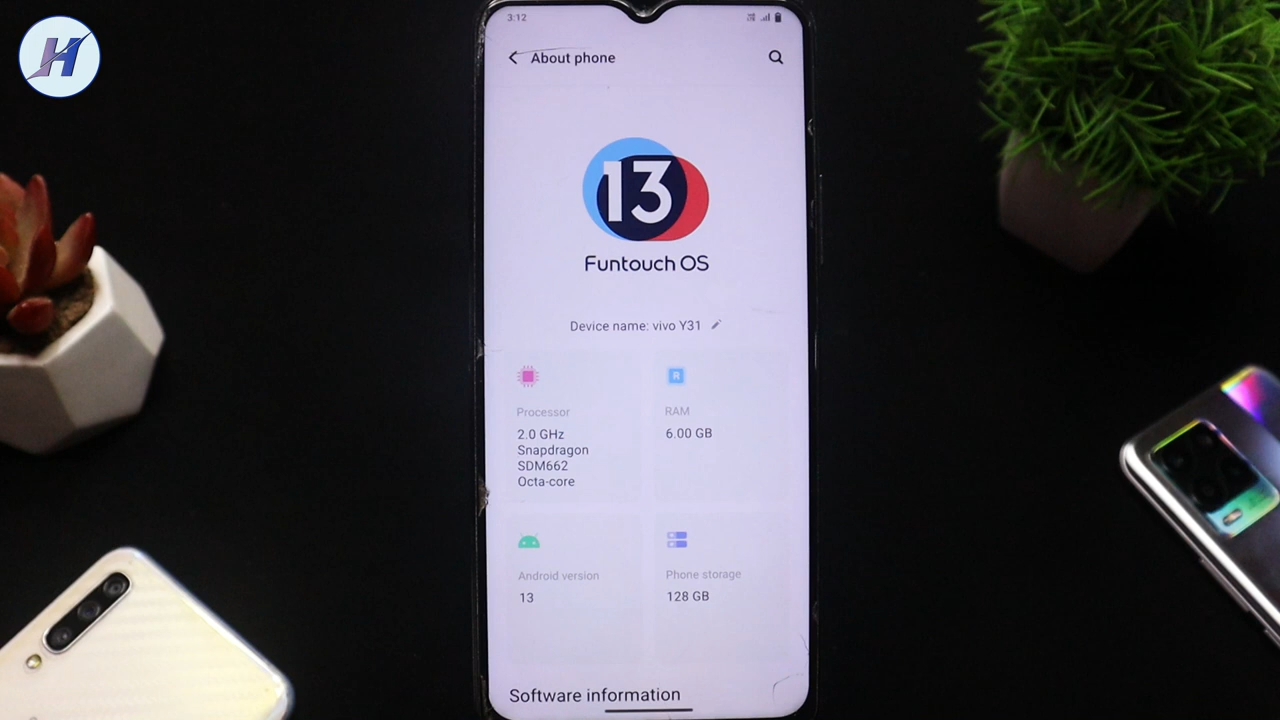 H
3:12
About phone
13
Funtouch OS
Device name: vivo Y31
R
Processor
2.0 GHz
Snapdragon
SDM662
Octa-core
RAM
6.00 GB
Android version
13
Phone storage
128 GB
Software information